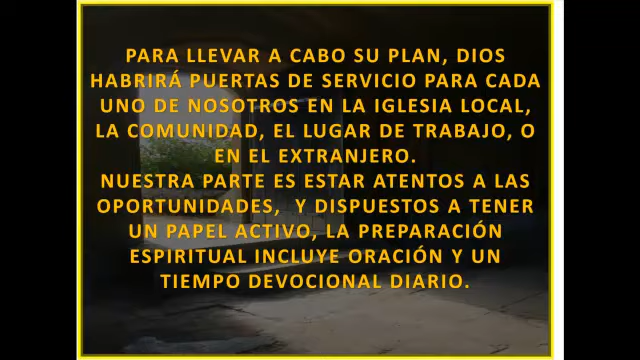 PARA LLEVAR A CABO SU PLAN, DIOS
HABRIRÁ PUERTAS DE SERVICIO PARA CADA
UNO DE NOSOTROS EN LA IGLESIA LOCAL,
LA COMUNIDAD, EL LUGAR DE TRABAJO, O
EN EL EXTRANJERO.
NUESTRA PARTE ES ESTAR ATENTOS A LAS
OPORTUNIDADES, Y DISPUESTOS A TENER
UN PAPEL ACTIVO, LA PREPARACIÓN
ESPIRITUAL INCLUYE ORACIÓN Y UN
TIEMPO DEVOCIONAL DIARIO.